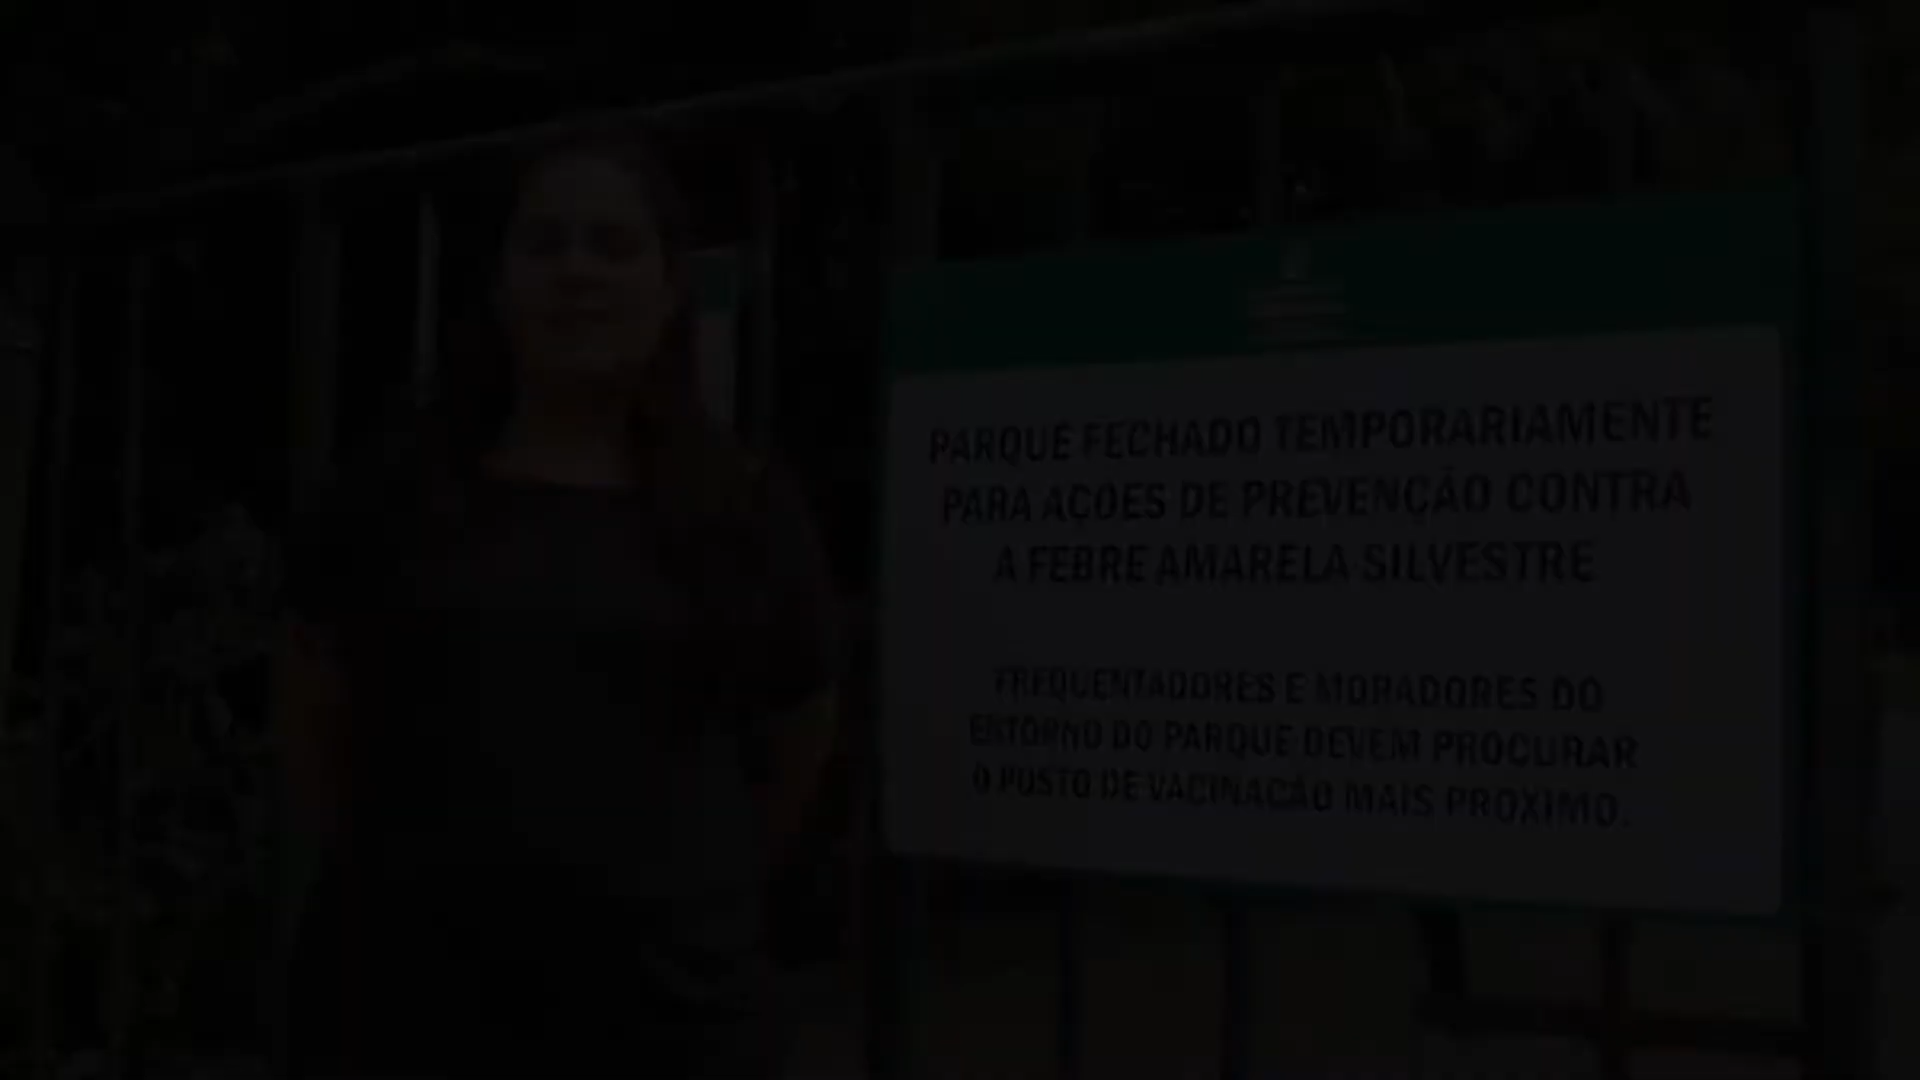 PARQUE FECHADO TEMPORARIAMENTE
PARA AÇÕES DE PREVENÇÃO CONTRA
A FEBRE AMARELA SILVESTRE
FREQUENTADORES E MORADORES DO
ENTORNO DO PARQUE DEVEM PROCURAR
O POSTO DE VACINAÇÃO MAIS PRÓXIMO.